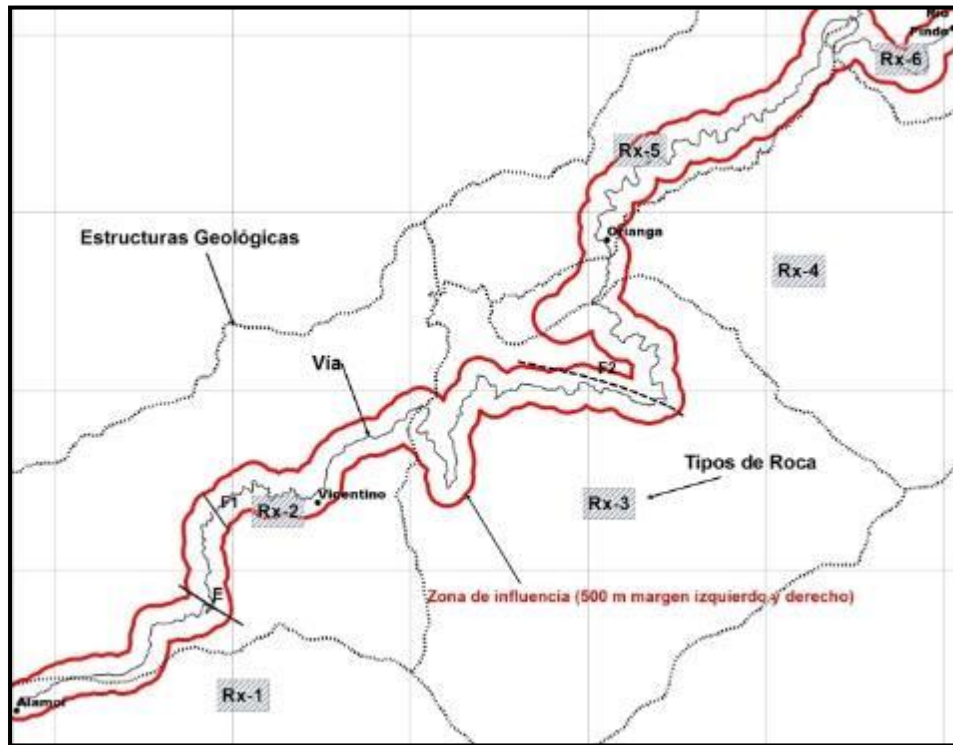 Rio
Pindo
Rx-6
Rx-5
Estructuras Geológicas
Orianga
Rx-4
Vía
F2
Tipos de Roca
F1
Rx-2
Vicentino
Rx-3
F
Zona de influencia (500 m margen izquierdo y derecho)
Rx-1
Alamor